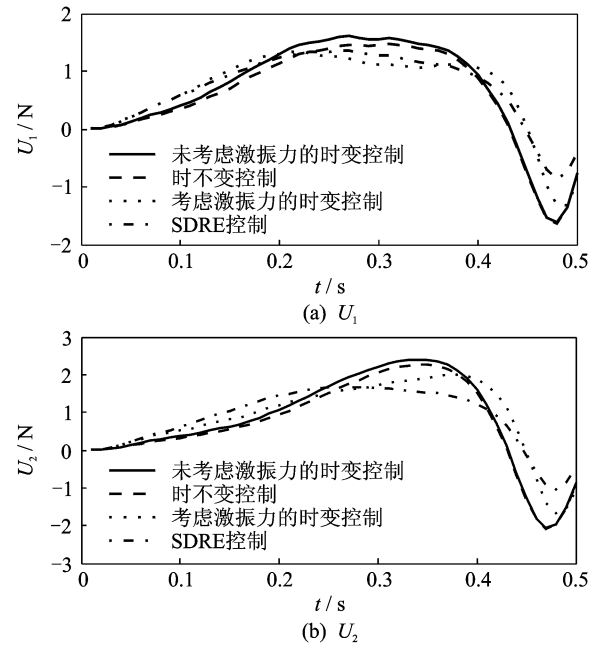 2
1
0
−1
−2
U₁ / N
未考虑激振力的时变控制
时不变控制
考虑激振力的时变控制
SDRE控制
0 0.1 0.2 0.3 0.4 0.5
t / s
(a) U₁
3
2
1
0
−1
−2
−3
U₂ / N
未考虑激振力的时变控制
时不变控制
考虑激振力的时变控制
SDRE控制
0 0.1 0.2 0.3 0.4 0.5
t / s
(b) U₂